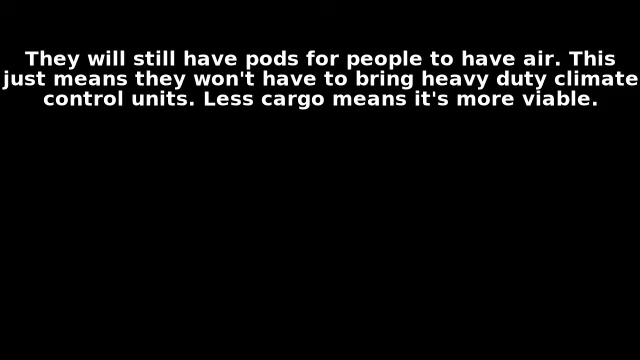 They will still have pods for people to have air. This
just means they won't have to bring heavy duty climate
control units. Less cargo means it's more viable.